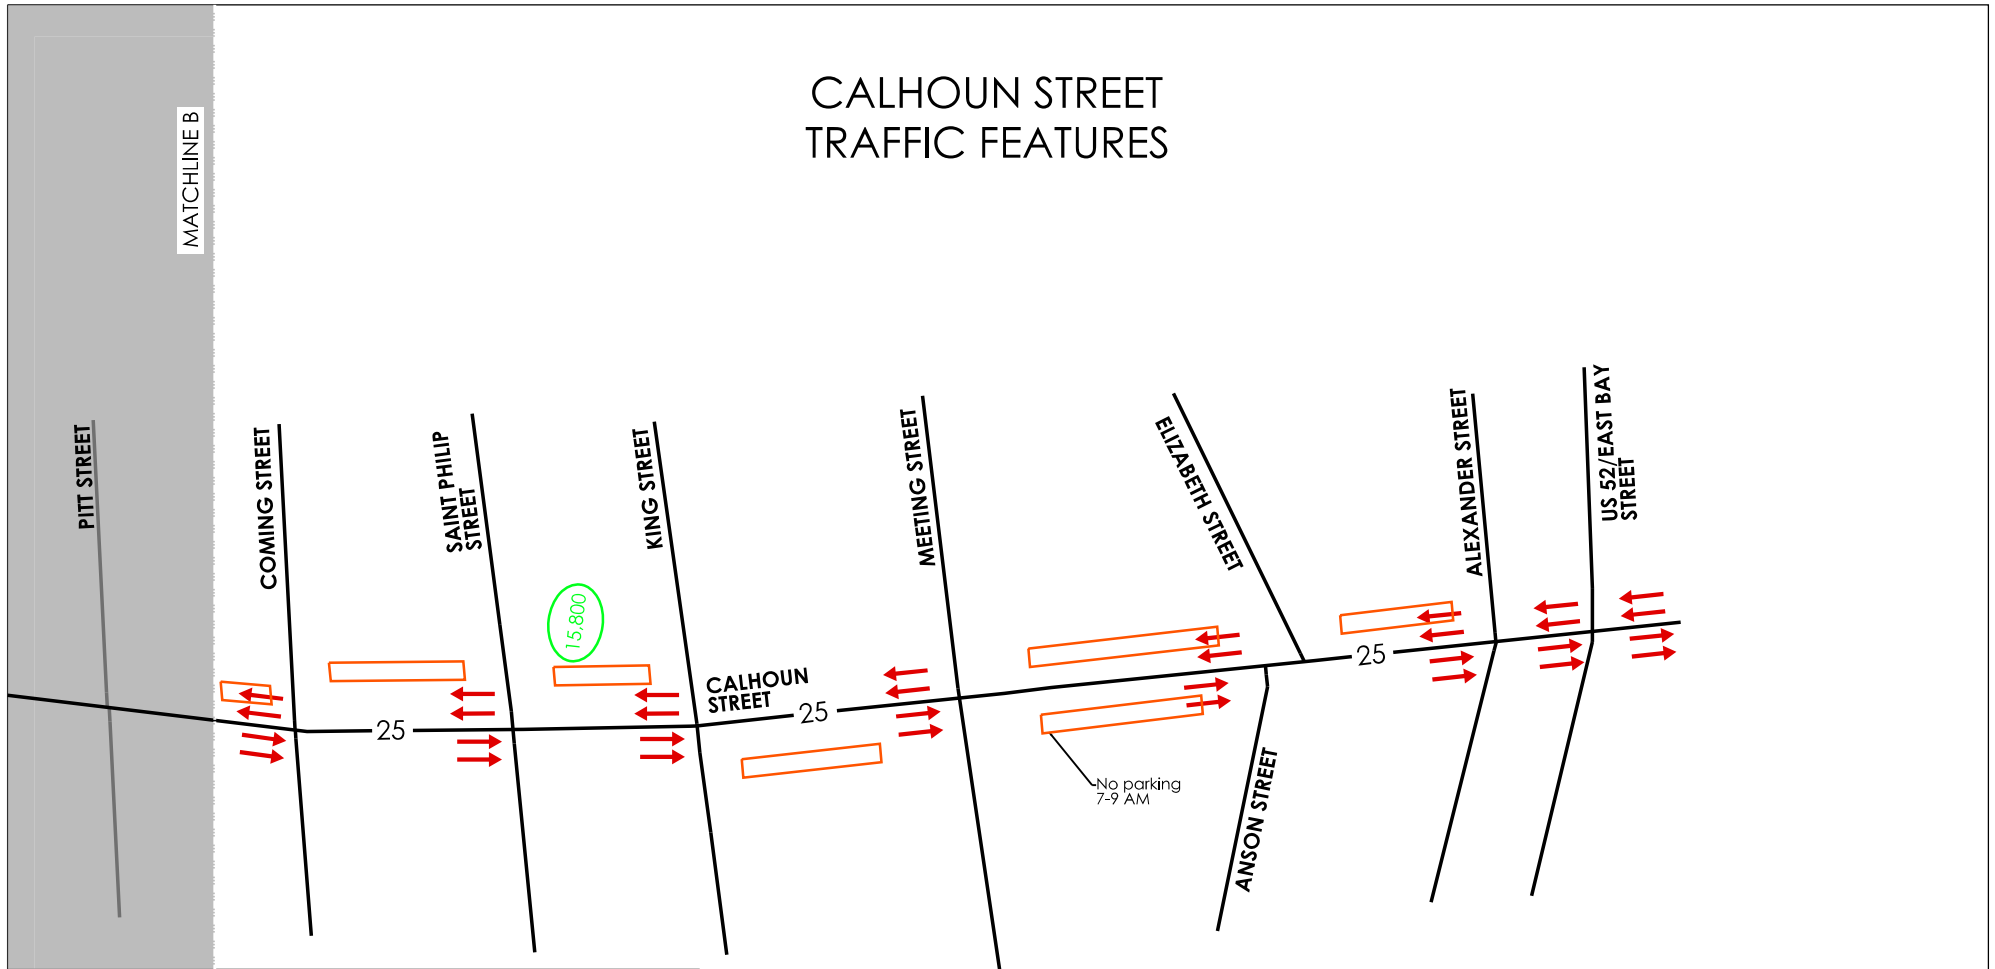 CALHOUN STREET
TRAFFIC FEATURES
MATCHLINE B
PITT STREET
COMING STREET
SAINT PHILIP
STREET
KING STREET
MEETING STREET
ELIZABETH STREET
ALEXANDER STREET
US 52/EAST BAY
STREET
15,800
CALHOUN
STREET
25
25
25
No parking
7-9 AM
ANSON STREET